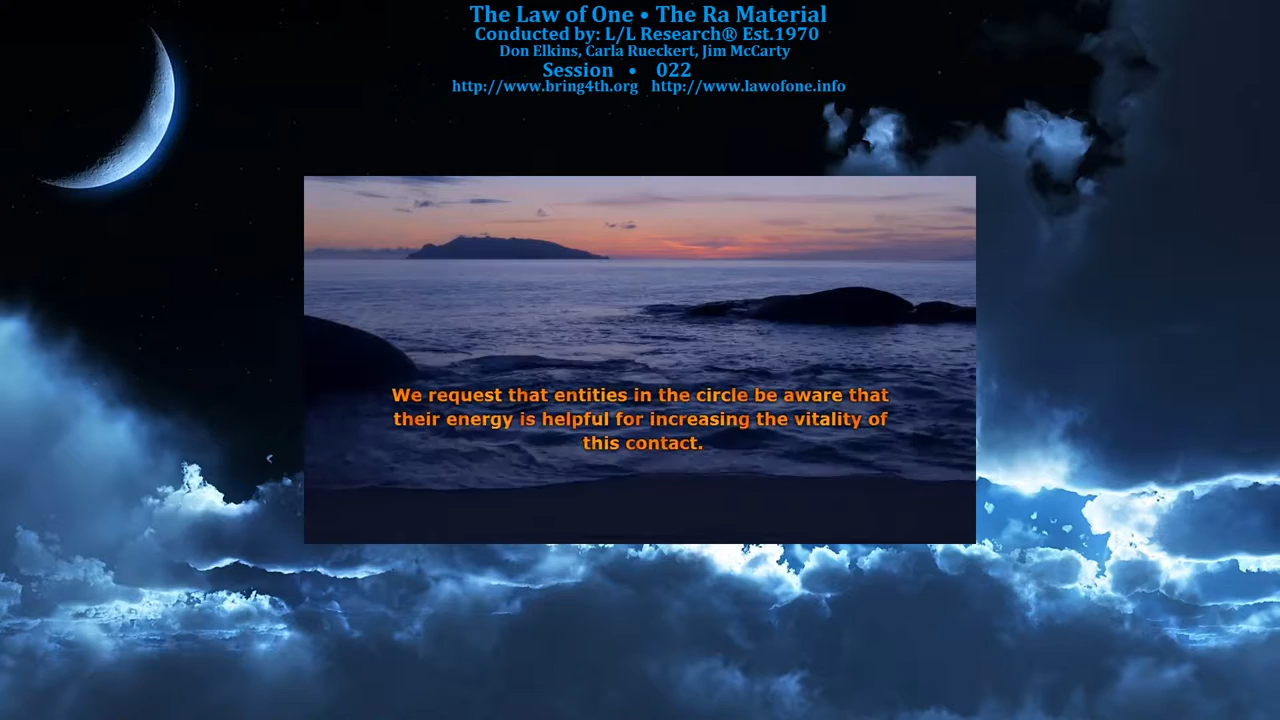 The Law of One • The Ra Material
Conducted by: L/L Research® Est.1970
Don Elkins, Carla Rueckert, Jim McCarty
Session • 022
http://www.bring4th.org http://www.lawofone.info
We request that entities in the circle be aware that
their energy is helpful for increasing the vitality of
this contact.